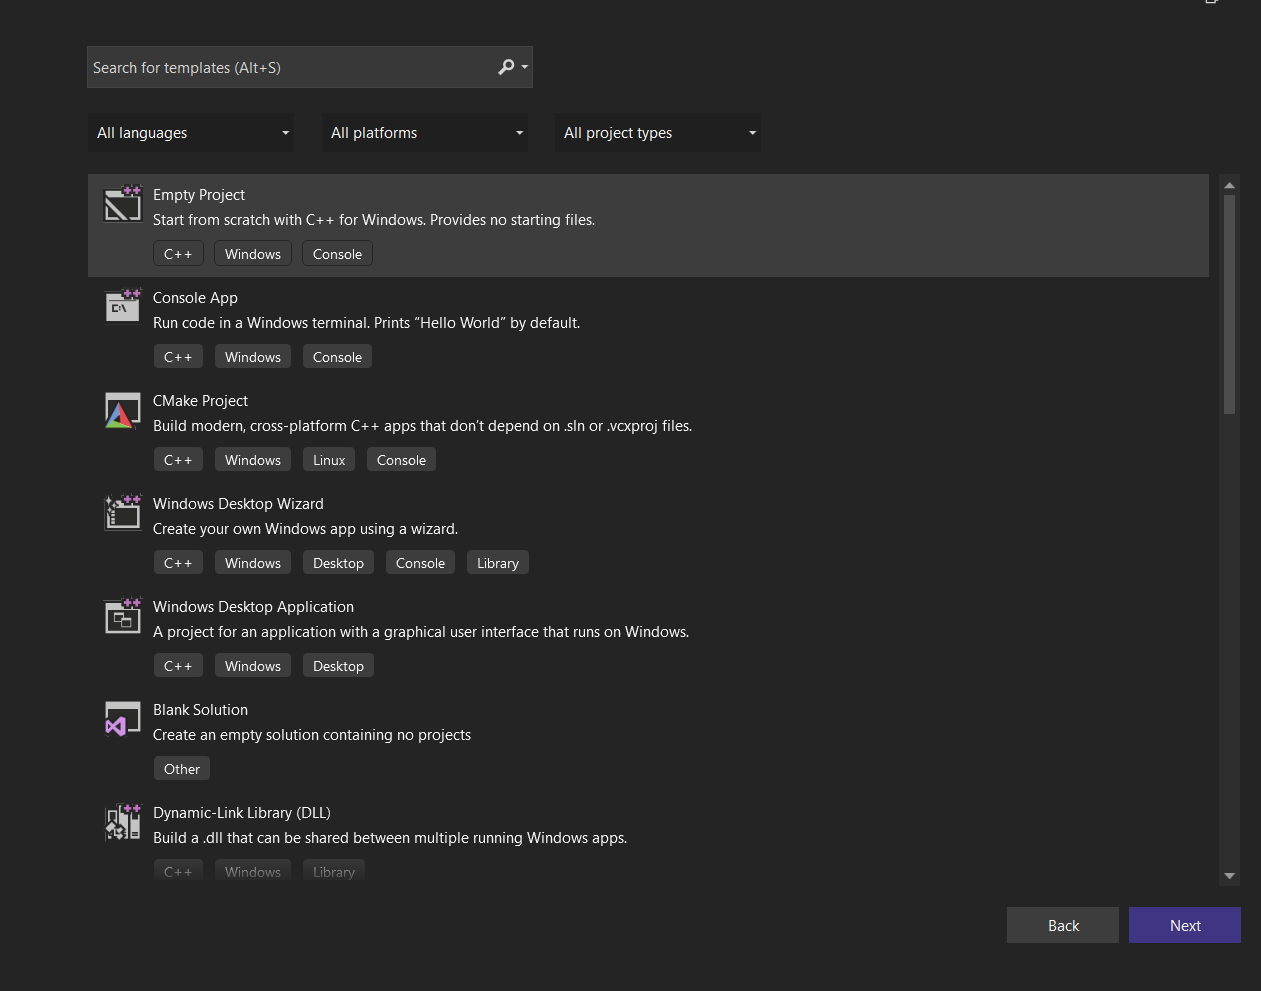 Search for templates (Alt+S)
All languages
All platforms
All project types
Empty Project
Start from scratch with C++ for Windows. Provides no starting files.
C++ Windows Console
Console App
Run code in a Windows terminal. Prints “Hello World” by default.
C++ Windows Console
CMake Project
Build modern, cross-platform C++ apps that don’t depend on .sln or .vcxproj files.
C++ Windows Linux Console
Windows Desktop Wizard
Create your own Windows app using a wizard.
C++ Windows Desktop Console Library
Windows Desktop Application
A project for an application with a graphical user interface that runs on Windows.
C++ Windows Desktop
Blank Solution
Create an empty solution containing no projects
Other
Dynamic-Link Library (DLL)
Build a .dll that can be shared between multiple running Windows apps.
C++ Windows Library
Back Next